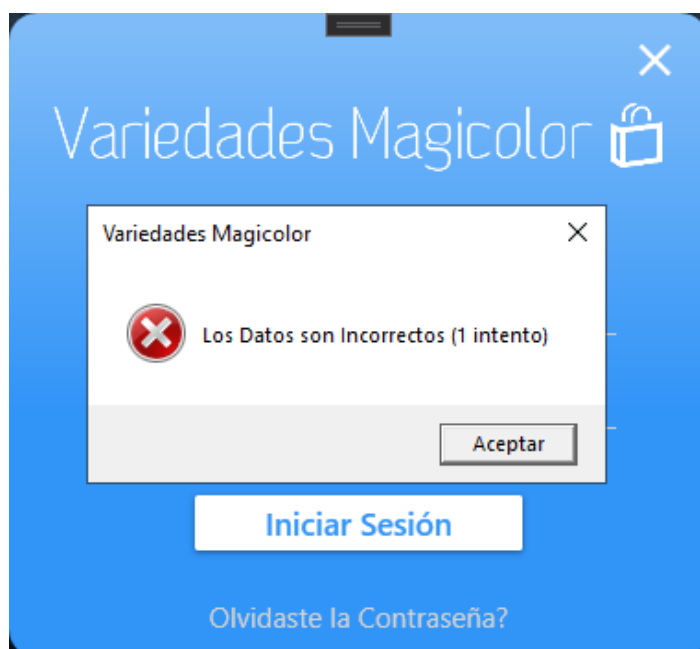 Variedades Magicolor
Variedades Magicolor
Los Datos son Incorrectos (1 intento)
Aceptar
Iniciar Sesión
Olvidaste la Contraseña?